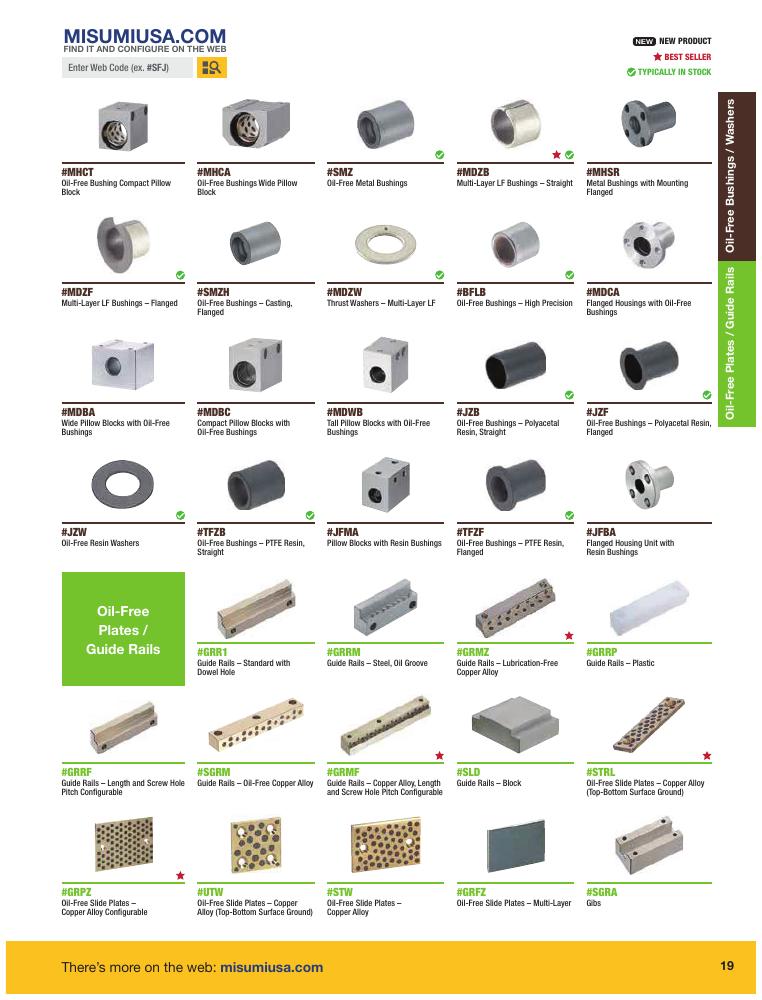 MISUMIUSA.COM
FIND IT AND CONFIGURE ON THE WEB
Enter Web Code (ex. #SFJ)
NEW NEW PRODUCT
BEST SELLER
TYPICALLY IN STOCK
Oil-Free Bushings / Washers
Oil-Free Plates / Guide Rails
#MHCT
Oil-Free Bushing Compact Pillow
Block
#MHCA
Oil-Free Bushings Wide Pillow
Block
#SMZ
Oil-Free Metal Bushings
#MDZB
Multi-Layer LF Bushings – Straight
#MHSR
Metal Bushings with Mounting
Flanged
#MDZF
Multi-Layer LF Bushings – Flanged
#SMZH
Oil-Free Bushings – Casting,
Flanged
#MDZW
Thrust Washers – Multi-Layer LF
#BFLB
Oil-Free Bushings – High Precision
#MDCA
Flanged Housings with Oil-Free
Bushings
#MDBA
Wide Pillow Blocks with Oil-Free
Bushings
#MDBC
Compact Pillow Blocks with
Oil-Free Bushings
#MDWB
Tall Pillow Blocks with Oil-Free
Bushings
#JZB
Oil-Free Bushings – Polyacetal
Resin, Straight
#JZF
Oil-Free Bushings – Polyacetal Resin,
Flanged
#JZW
Oil-Free Resin Washers
#TFZB
Oil-Free Bushings – PTFE Resin,
Straight
#JFMA
Pillow Blocks with Resin Bushings
#TFZF
Oil-Free Bushings – PTFE Resin,
Flanged
#JFBA
Flanged Housing Unit with
Resin Bushings
Oil-Free
Plates /
Guide Rails
#GRR1
Guide Rails – Standard with
Dowel Hole
#GRRM
Guide Rails – Steel, Oil Groove
#GRMZ
Guide Rails – Lubrication-Free
Copper Alloy
#GRRP
Guide Rails – Plastic
#GRRF
Guide Rails – Length and Screw Hole
Pitch Configurable
#SGRM
Guide Rails – Oil-Free Copper Alloy
#GRMF
Guide Rails – Copper Alloy, Length
and Screw Hole Pitch Configurable
#SLD
Guide Rails – Block
#STRL
Oil-Free Slide Plates – Copper Alloy
(Top-Bottom Surface Ground)
#GRPZ
Oil-Free Slide Plates –
Copper Alloy Configurable
#UTW
Oil-Free Slide Plates – Copper
Alloy (Top-Bottom Surface Ground)
#STW
Oil-Free Slide Plates –
Copper Alloy
#GRFZ
Oil-Free Slide Plates – Multi-Layer
#SGRA
Gibs
There's more on the web: misumiusa.com
19